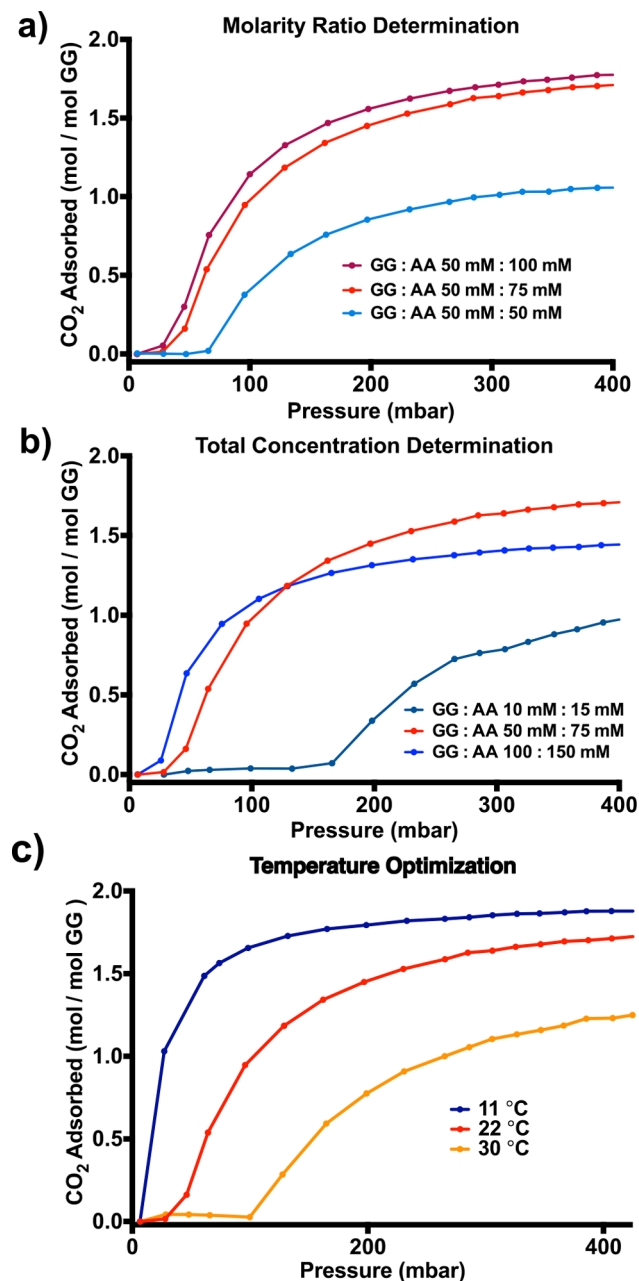 a)
Molarity Ratio Determination
CO2 Adsorbed (mol / mol GG)
2.0
1.5
1.0
0.5
0.0
GG : AA 50 mM : 100 mM
GG : AA 50 mM : 75 mM
GG : AA 50 mM : 50 mM
0 100 200 300 400
Pressure (mbar)
b)
Total Concentration Determination
CO2 Adsorbed (mol / mol GG)
2.0
1.5
1.0
0.5
0.0
GG : AA 10 mM : 15 mM
GG : AA 50 mM : 75 mM
GG : AA 100 : 150 mM
0 100 200 300 400
Pressure (mbar)
c)
Temperature Optimization
CO2 Adsorbed (mol / mol GG )
2.0
1.5
1.0
0.5
0.0
11 °C
22 °C
30 °C
0 200 400
Pressure (mbar)